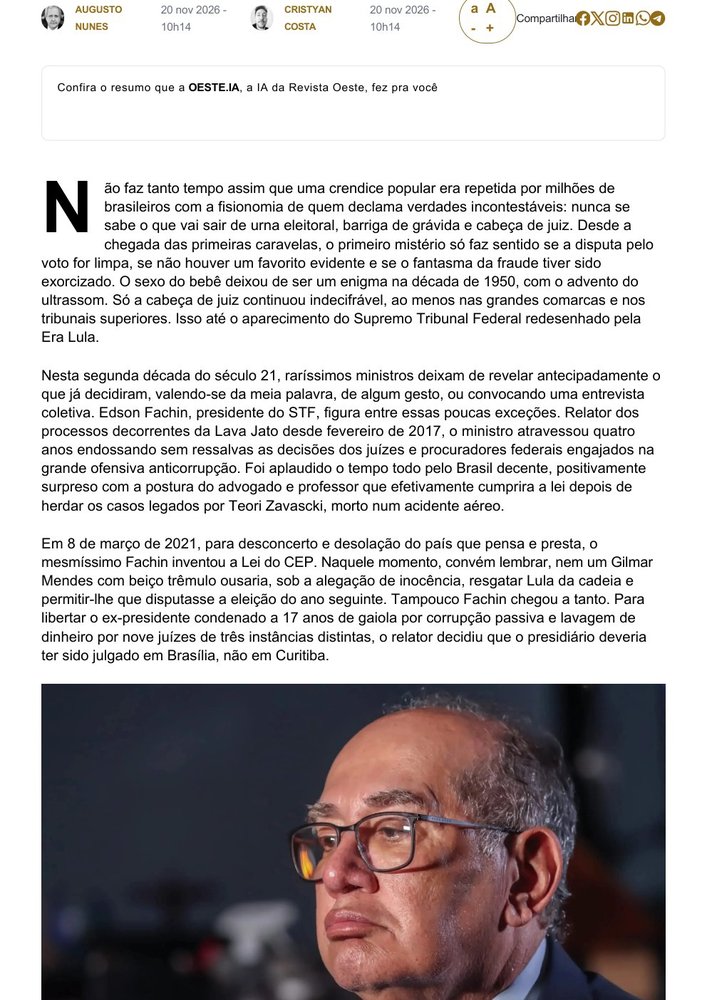 AUGUSTO NUNES
20 nov 2026 - 10h14
CRISTYAN COSTA
20 nov 2026 - 10h14
a A
- +
Compartilha
Confira o resumo que a OESTE.IA, a IA da Revista Oeste, fez pra você
Não faz tanto tempo assim que uma crendice popular era repetida por milhões de
brasileiros com a fisionomia de quem declama verdades incontestáveis: nunca se
sabe o que vai sair de urna eleitoral, barriga de grávida e cabeça de juiz. Desde a
chegada das primeiras caravelas, o primeiro mistério só faz sentido se a disputa pelo
voto for limpa, se não houver um favorito evidente e se o fantasma da fraude tiver sido
exorcizado. O sexo do bebê deixou de ser um enigma na década de 1950, com o advento do
ultrassom. Só a cabeça de juiz continuou indecifrável, ao menos nas grandes comarcas e nos
tribunais superiores. Isso até o aparecimento do Supremo Tribunal Federal redesenhado pela
Era Lula.
Nesta segunda década do século 21, raríssimos ministros deixam de revelar antecipadamente o
que já decidiram, valendo-se da meia palavra, de algum gesto, ou convocando uma entrevista
coletiva. Edson Fachin, presidente do STF, figura entre essas poucas exceções. Relator dos
processos decorrentes da Lava Jato desde fevereiro de 2017, o ministro atravessou quatro
anos endossando sem ressalvas as decisões dos juízes e procuradores federais engajados na
grande ofensiva anticorrupção. Foi aplaudido o tempo todo pelo Brasil decente, positivamente
surpreso com a postura do advogado e professor que efetivamente cumprira a lei depois de
herdar os casos legados por Teori Zavascki, morto num acidente aéreo.
Em 8 de março de 2021, para desconcerto e desolação do país que pensa e presta, o
mesmíssimo Fachin inventou a Lei do CEP. Naquele momento, convém lembrar, nem um Gilmar
Mendes com beiço trêmulo ousaria, sob a alegação de inocência, resgatar Lula da cadeia e
permitir-lhe que disputasse a eleição do ano seguinte. Tampouco Fachin chegou a tanto. Para
libertar o ex-presidente condenado a 17 anos de gaiola por corrupção passiva e lavagem de
dinheiro por nove juízes de três instâncias distintas, o relator decidiu que o presidiário deveria
ter sido julgado em Brasília, não em Curitiba.